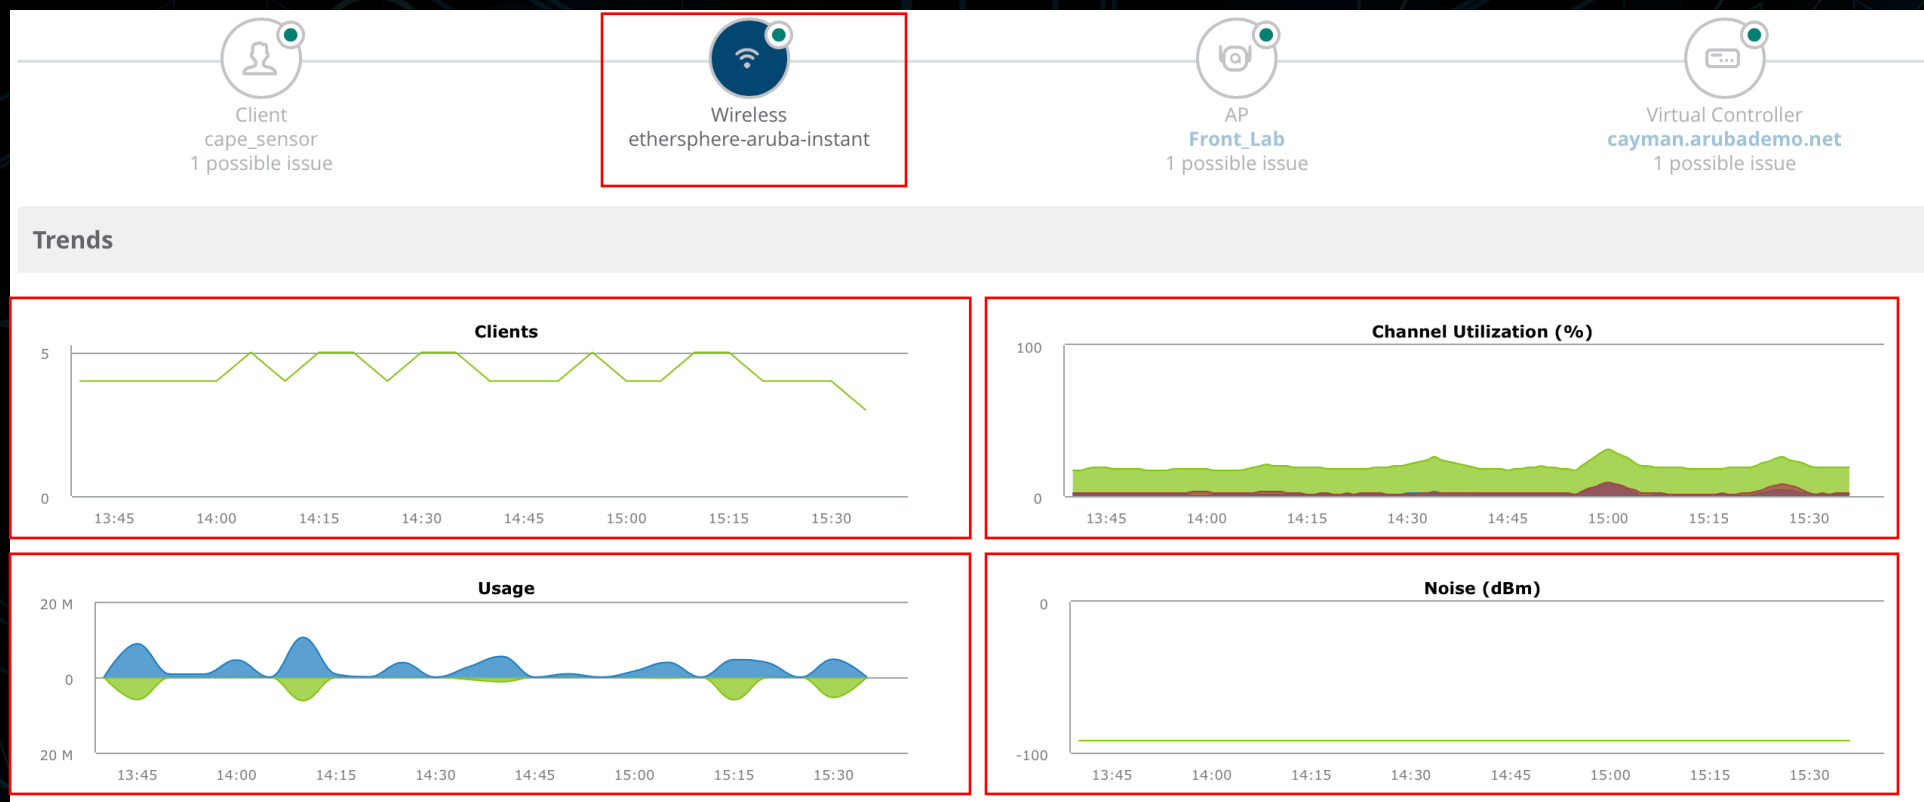 Client
cape_sensor
1 possible issue
Wireless
ethersphere-aruba-instant
AP
Front_Lab
1 possible issue
Virtual Controller
cayman.arubademo.net
1 possible issue
Trends
Clients
5
0
13:45 14:00 14:15 14:30 14:45 15:00 15:15 15:30
Channel Utilization (%)
100
0
13:45 14:00 14:15 14:30 14:45 15:00 15:15 15:30
Usage
20 M
0
20 M
13:45 14:00 14:15 14:30 14:45 15:00 15:15 15:30
Noise (dBm)
0
-100
13:45 14:00 14:15 14:30 14:45 15:00 15:15 15:30